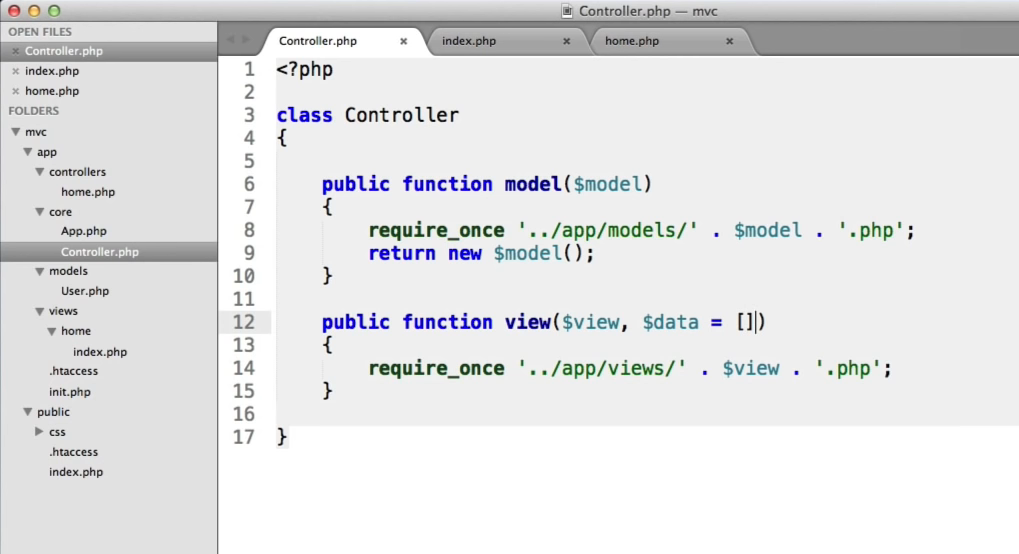 Controller.php — mvc
OPEN FILES
Controller.php
index.php
home.php
FOLDERS
mvc
app
controllers
home.php
core
App.php
Controller.php
models
User.php
views
home
index.php
.htaccess
init.php
public
css
.htaccess
index.php
Controller.php index.php home.php
1 <?php
2
3 class Controller
4 {
5
6     public function model($model)
7     {
8         require_once '../app/models/' . $model . '.php';
9         return new $model();
10     }
11
12     public function view($view, $data = [])
13     {
14         require_once '../app/views/' . $view . '.php';
15     }
16
17 }